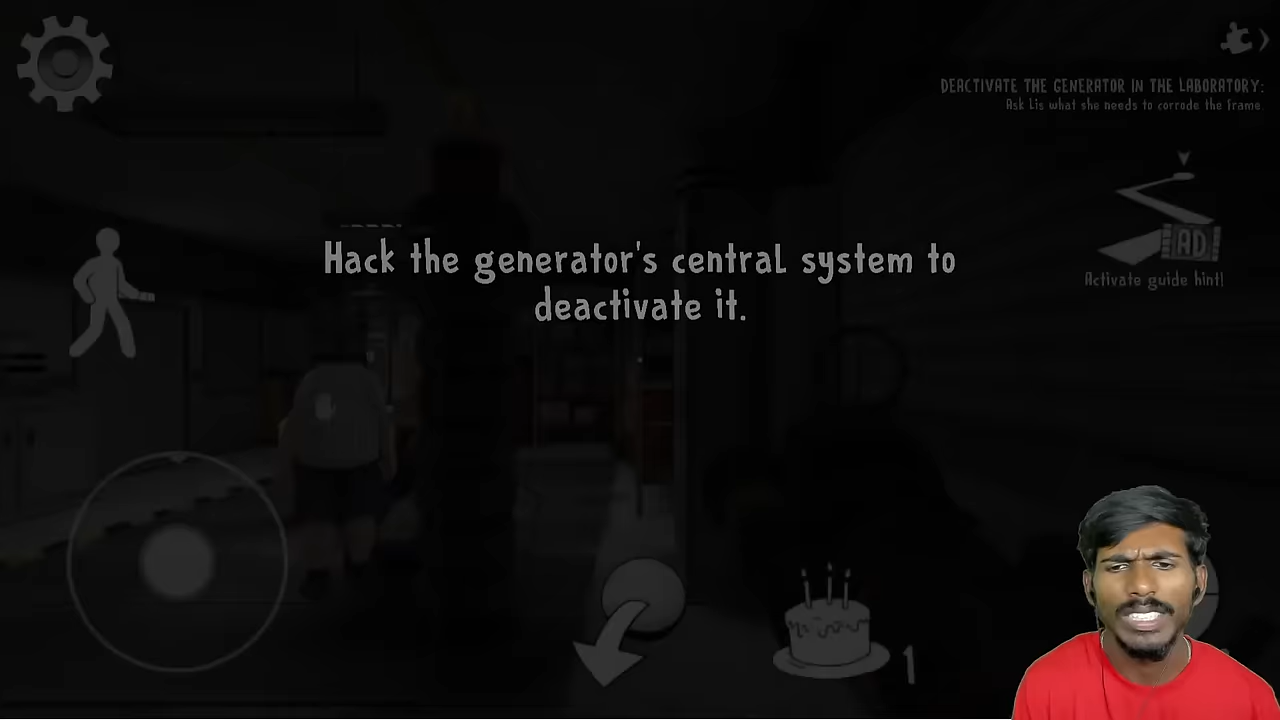 DEACTIVATE THE GENERATOR IN THE LABORATORY:
Ask Lis what she needs to corrode the frame.
Hack the generator's central system to
deactivate it.
AD
Activate guide hint!
1